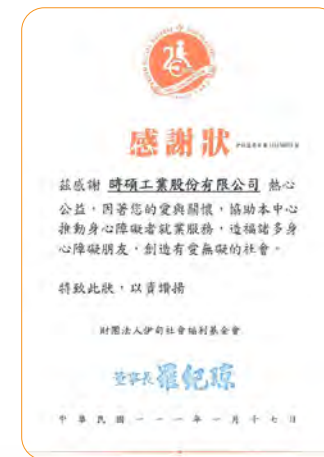 感謝狀
茲感謝 時碩工業股份有限公司 熱心
公益,因著您的愛與關懷,協助本中心
推動身心障礙者就業服務,造福諸多身
心障礙朋友,創造有愛無礙的社會。
特致此狀,以資讚揚
財團法人伊甸社會福利基金會
董事長 羅紀琼
中華民國一一一年一月十七日